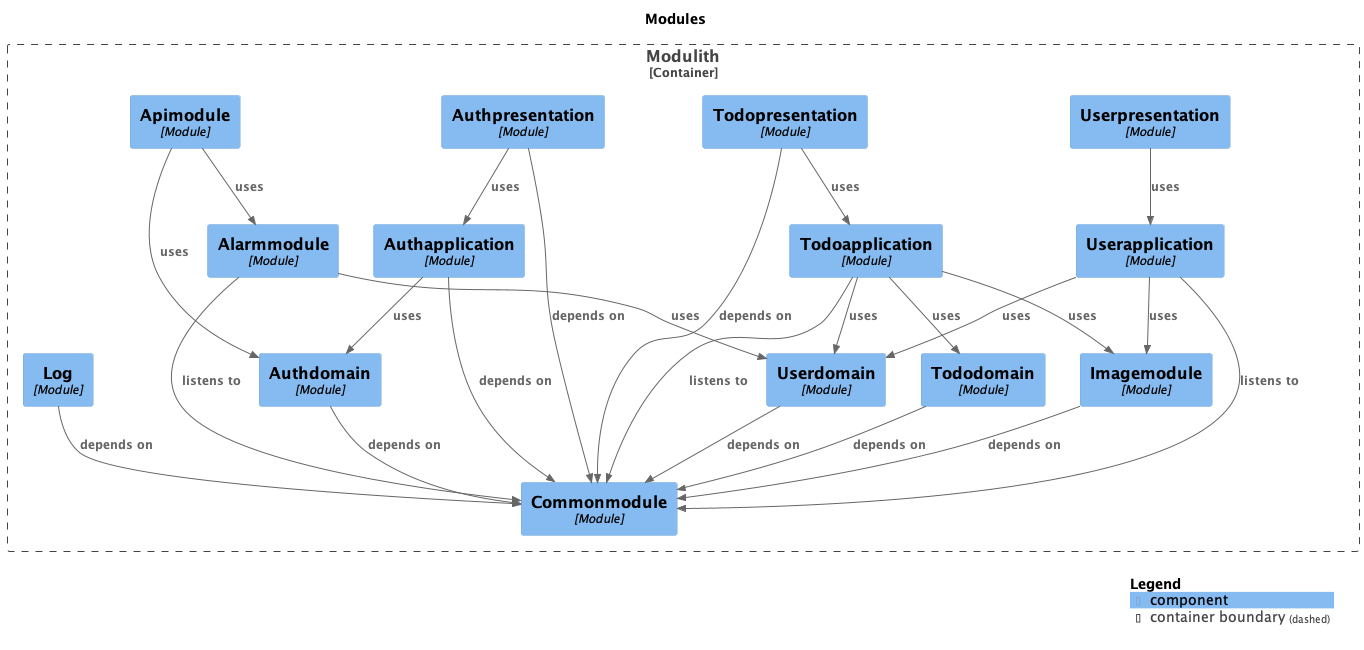 Modules
Modulith
[Container]
Apimodule
[Module]
Authpresentation
[Module]
Todopresentation
[Module]
Userpresentation
[Module]
uses
uses
uses
uses
Alarmmodule
[Module]
Authapplication
[Module]
Todoapplication
[Module]
Userapplication
[Module]
uses
uses
depends on
uses
depends on
uses
uses
uses
uses
uses
Log
[Module]
Authdomain
[Module]
Userdomain
[Module]
Tododomain
[Module]
Imagemodule
[Module]
listens to
depends on
listens to
listens to
depends on
depends on
depends on
depends on
depends on
Commonmodule
[Module]
Legend
component
container boundary (dashed)